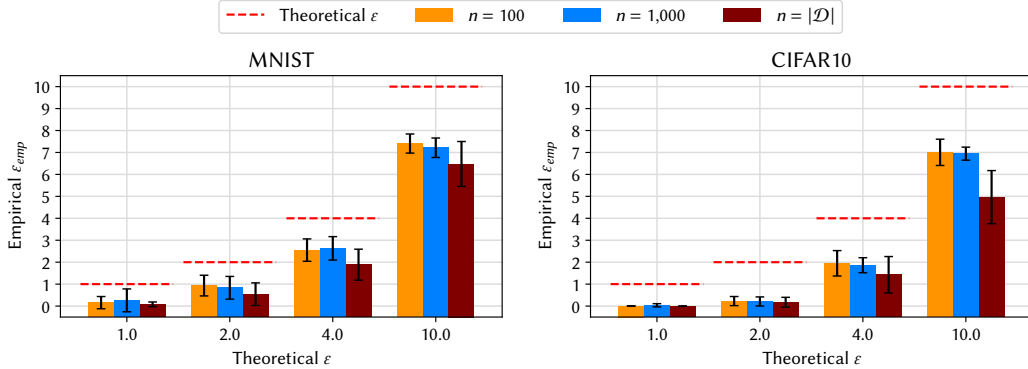 Theoretical ε n = 100 n = 1,000 n = |𝒟|
MNIST
Empirical ε_emp
10
9
8
7
6
5
4
3
2
1
0
1.0 2.0 4.0 10.0
Theoretical ε
CIFAR10
Empirical ε_emp
10
9
8
7
6
5
4
3
2
1
0
1.0 2.0 4.0 10.0
Theoretical ε